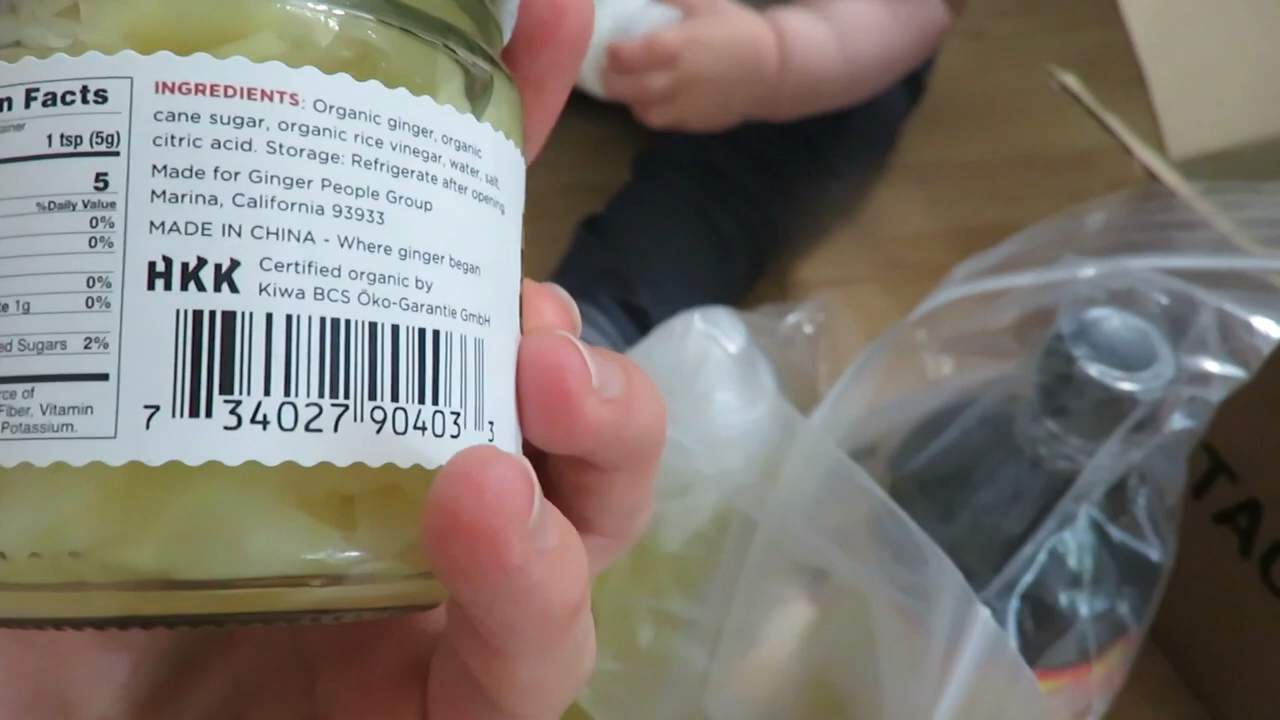 n Facts
ainer
1 tsp (5g)
5
%Daily Value
0%
0%
0%
te 1g 0%
ed Sugars 2%
rce of
Fiber, Vitamin
Potassium.
INGREDIENTS: Organic ginger, organic
cane sugar, organic rice vinegar, water, salt,
citric acid. Storage: Refrigerate after opening.
Made for Ginger People Group
Marina, California 93933
MADE IN CHINA - Where ginger began
HKK
Certified organic by
Kiwa BCS Öko-Garantie GmbH
7 34027 90403 3
TAC